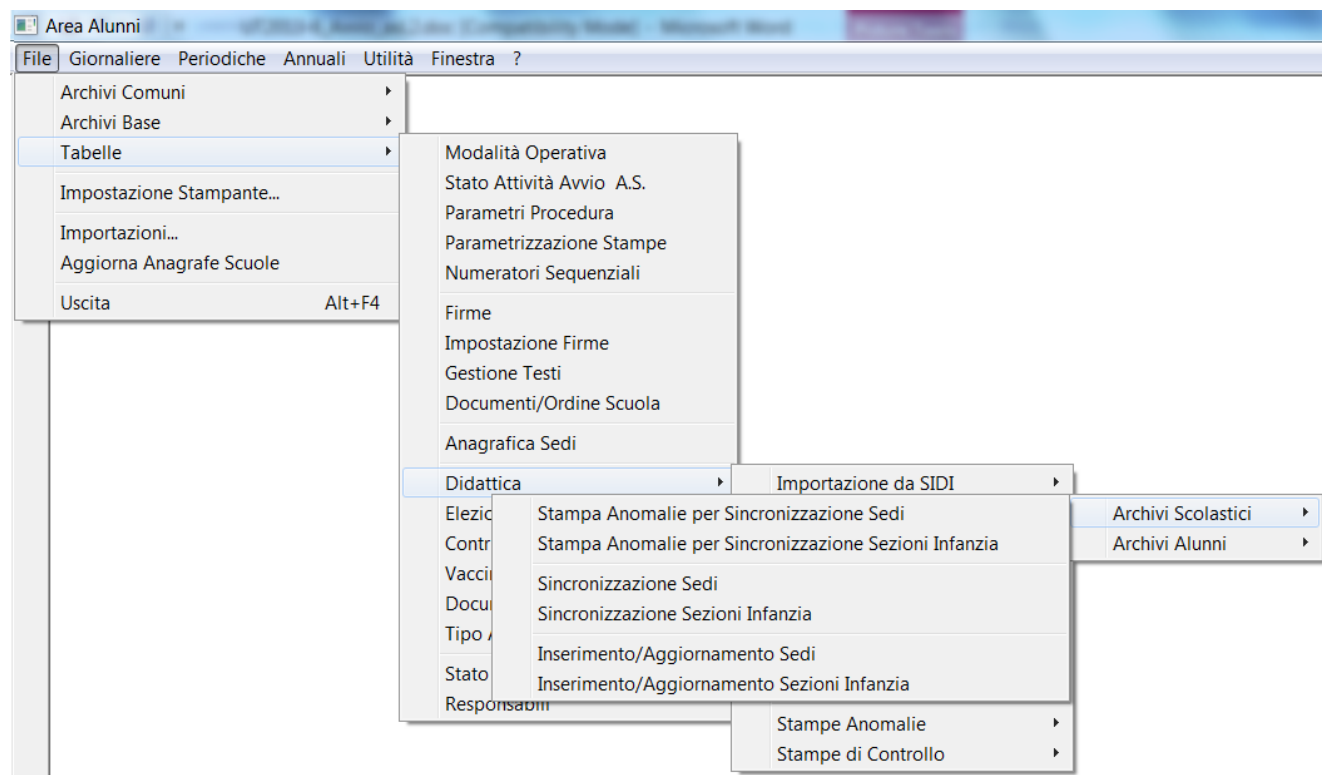 Area Alunni
File Giornaliere Periodiche Annuali Utilità Finestra ?
Archivi Comuni
Archivi Base
Tabelle
Impostazione Stampante...
Importazioni...
Aggiorna Anagrafe Scuole
Uscita Alt+F4
Modalità Operativa
Stato Attività Avvio A.S.
Parametri Procedura
Parametrizzazione Stampe
Numeratori Sequenziali
Firme
Impostazione Firme
Gestione Testi
Documenti/Ordine Scuola
Anagrafica Sedi
Didattica
Stato
Responsabili
Importazione da SIDI
Stampe Anomalie
Stampe di Controllo
Archivi Scolastici
Archivi Alunni
Stampa Anomalie per Sincronizzazione Sedi
Stampa Anomalie per Sincronizzazione Sezioni Infanzia
Sincronizzazione Sedi
Sincronizzazione Sezioni Infanzia
Inserimento/Aggiornamento Sedi
Inserimento/Aggiornamento Sezioni Infanzia